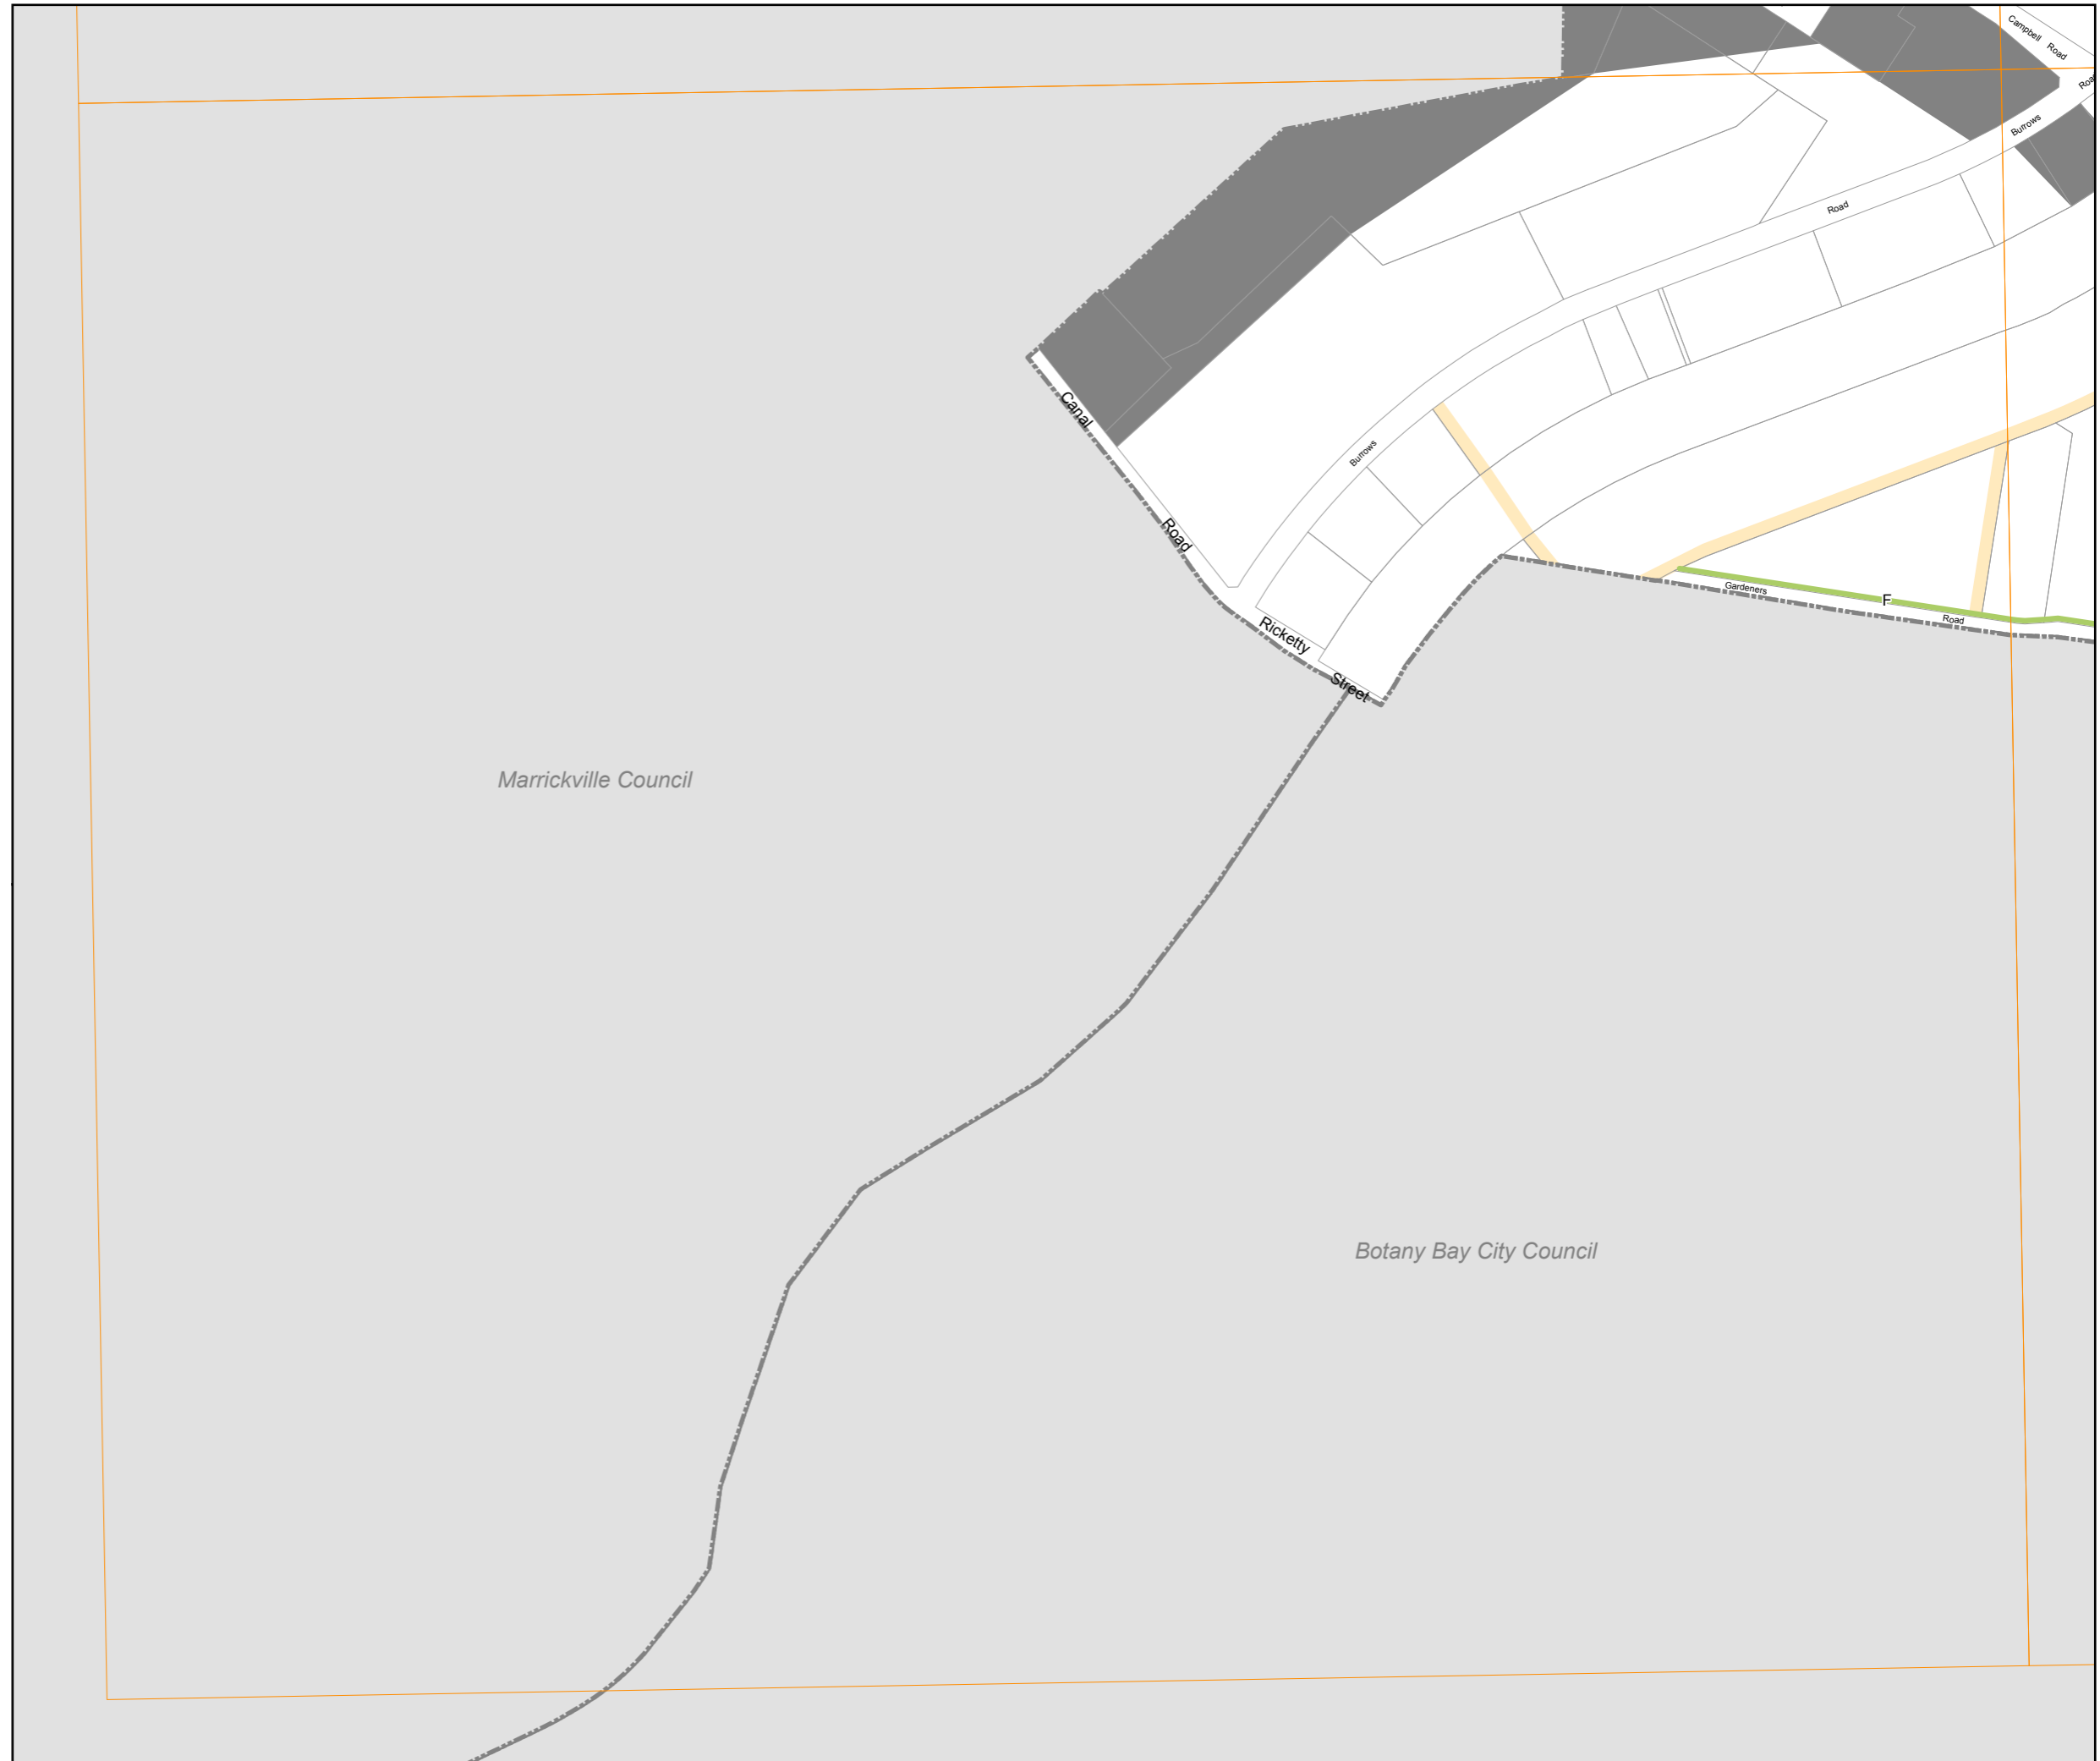 Campbell Road
Road
Burrows
Road
Canal
Road
Burrows
Gardeners
F
Road
Ricketty
Street
Marrickville Council
Botany Bay City Council